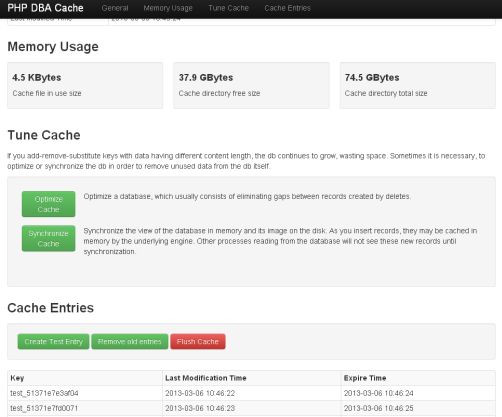 PHP DBA Cache General Memory Usage Tune Cache Cache Entries
Memory Usage
4.5 KBytes 37.9 GBytes 74.5 GBytes
Cache file in use size Cache directory free size Cache directory total size
Tune Cache
If you add-remove-substitute keys with data having different content length, the db continues to grow, wasting space. Sometimes it is necessary, to
optimize or synchronize the db in order to remove unused data from the db itself.
Optimize
Cache
Optimize a database, which usually consists of eliminating gaps between records created by deletes.
Synchronize
Cache
Synchronize the view of the database in memory and its image on the disk. As you insert records, they may be cached in
memory by the underlying engine. Other processes reading from the database will not see these new records until
synchronization.
Cache Entries
Create Test Entry Remove old entries Flush Cache
Key Last Modification Time Expire Time
test_51371e7e3af04 2013-03-06 10:46:22 2013-03-06 10:46:24
test_51371e7fd0071 2013-03-06 10:46:23 2013-03-06 10:46:25